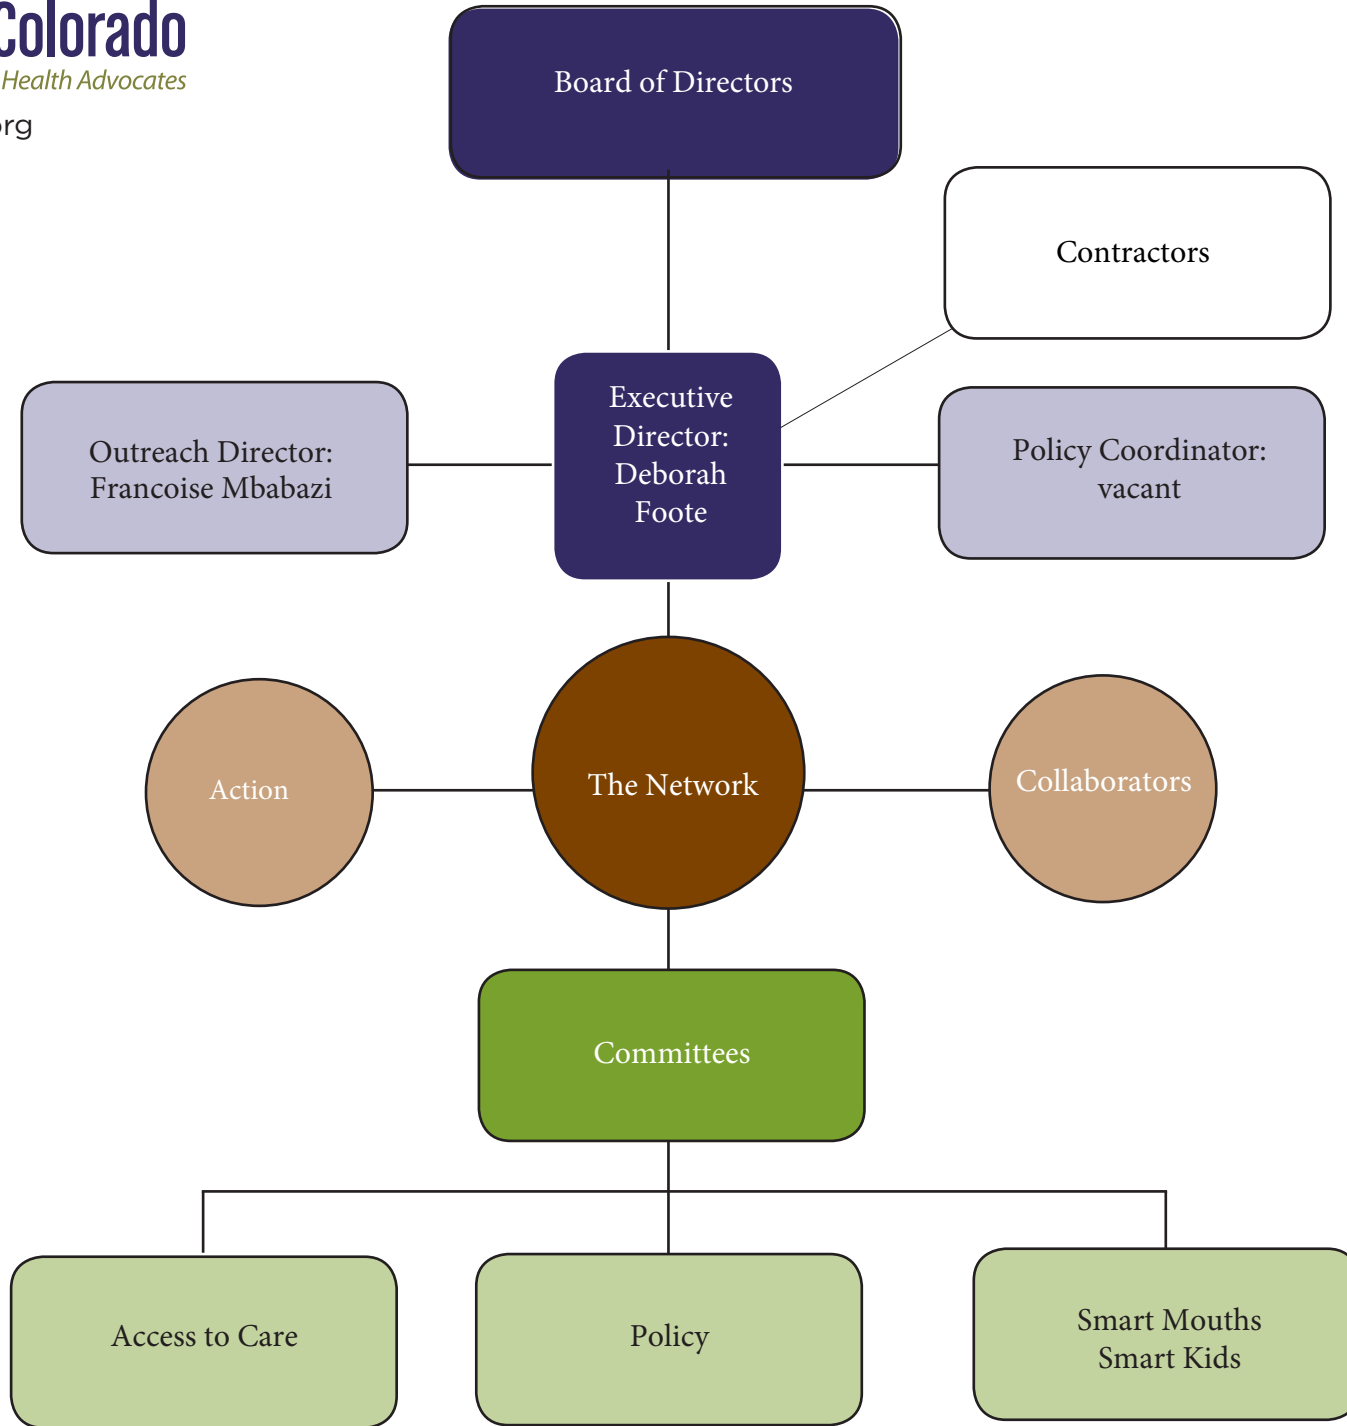 Colorado
Health Advocates
org
Board of Directors
Contractors
Executive
Director:
Deborah
Foote
Outreach Director:
Francoise Mbabazi
Policy Coordinator:
vacant
Action
The Network
Collaborators
Committees
Access to Care
Policy
Smart Mouths
Smart Kids